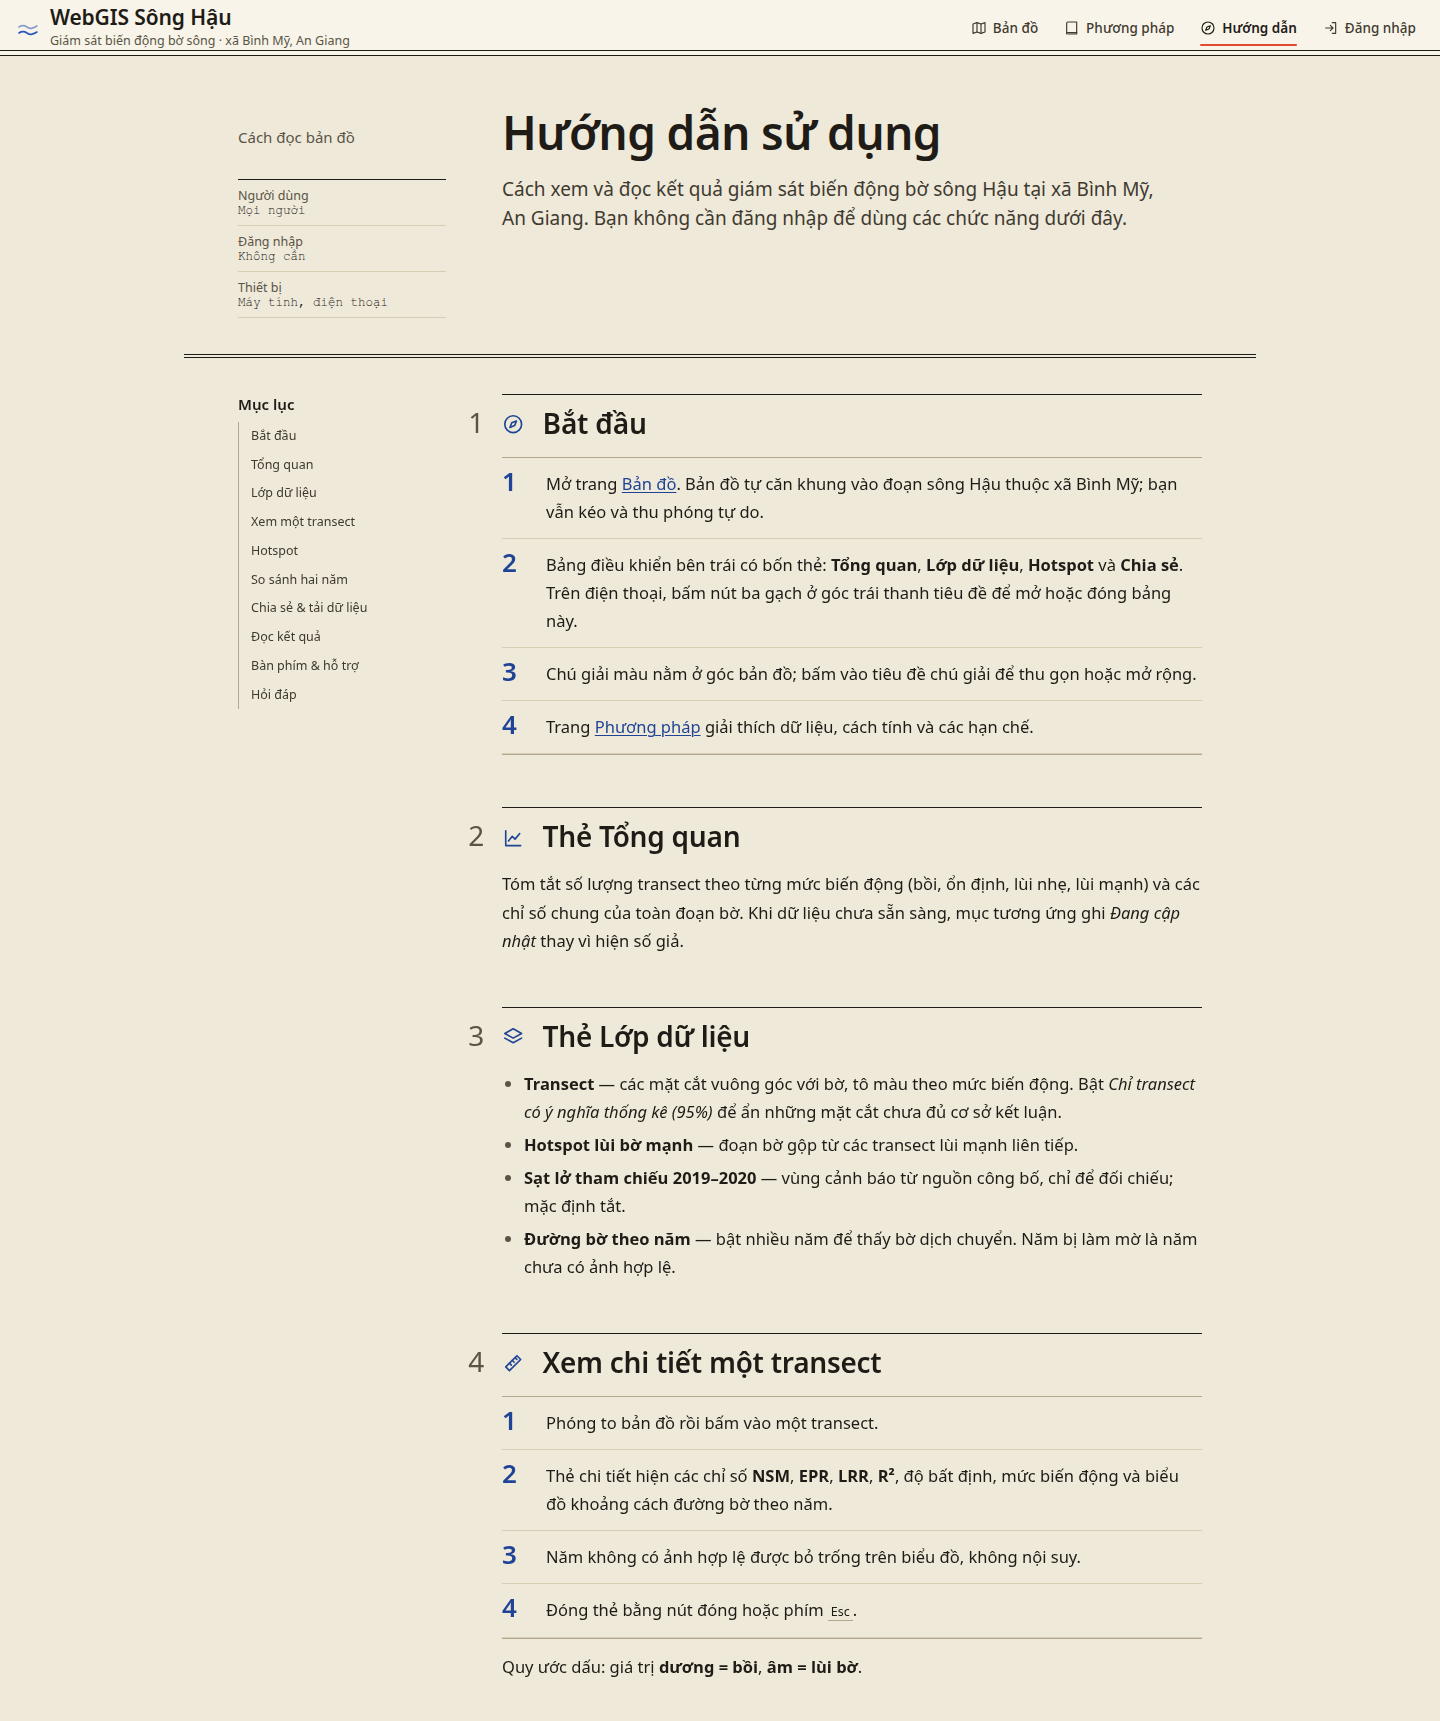 WebGIS Sông Hậu
Giám sát biến động bờ sông · xã Bình Mỹ, An Giang
Bản đồ
Phương pháp
Hướng dẫn
Đăng nhập
Cách đọc bản đồ
Người dùng
Mọi người
Đăng nhập
Không cần
Thiết bị
Máy tính, điện thoại
Hướng dẫn sử dụng
Cách xem và đọc kết quả giám sát biến động bờ sông Hậu tại xã Bình Mỹ,
An Giang. Bạn không cần đăng nhập để dùng các chức năng dưới đây.
Mục lục
Bắt đầu
Tổng quan
Lớp dữ liệu
Xem một transect
Hotspot
So sánh hai năm
Chia sẻ & tải dữ liệu
Đọc kết quả
Bàn phím & hỗ trợ
Hỏi đáp
1 Bắt đầu
1 Mở trang Bản đồ. Bản đồ tự căn khung vào đoạn sông Hậu thuộc xã Bình Mỹ; bạn
vẫn kéo và thu phóng tự do.
2 Bảng điều khiển bên trái có bốn thẻ: Tổng quan, Lớp dữ liệu, Hotspot và Chia sẻ.
Trên điện thoại, bấm nút ba gạch ở góc trái thanh tiêu đề để mở hoặc đóng bảng
này.
3 Chú giải màu nằm ở góc bản đồ; bấm vào tiêu đề chú giải để thu gọn hoặc mở rộng.
4 Trang Phương pháp giải thích dữ liệu, cách tính và các hạn chế.
2 Thẻ Tổng quan
Tóm tắt số lượng transect theo từng mức biến động (bồi, ổn định, lùi nhẹ, lùi mạnh) và các
chỉ số chung của toàn đoạn bờ. Khi dữ liệu chưa sẵn sàng, mục tương ứng ghi Đang cập
nhật thay vì hiện số giả.
3 Thẻ Lớp dữ liệu
• Transect — các mặt cắt vuông góc với bờ, tô màu theo mức biến động. Bật Chỉ transect
có ý nghĩa thống kê (95%) để ẩn những mặt cắt chưa đủ cơ sở kết luận.
• Hotspot lùi bờ mạnh — đoạn bờ gộp từ các transect lùi mạnh liên tiếp.
• Sạt lở tham chiếu 2019–2020 — vùng cảnh báo từ nguồn công bố, chỉ để đối chiếu;
mặc định tắt.
• Đường bờ theo năm — bật nhiều năm để thấy bờ dịch chuyển. Năm bị làm mờ là năm
chưa có ảnh hợp lệ.
4 Xem chi tiết một transect
1 Phóng to bản đồ rồi bấm vào một transect.
2 Thẻ chi tiết hiện các chỉ số NSM, EPR, LRR, R², độ bất định, mức biến động và biểu
đồ khoảng cách đường bờ theo năm.
3 Năm không có ảnh hợp lệ được bỏ trống trên biểu đồ, không nội suy.
4 Đóng thẻ bằng nút đóng hoặc phím Esc.
Quy ước dấu: giá trị dương = bồi, âm = lùi bờ.